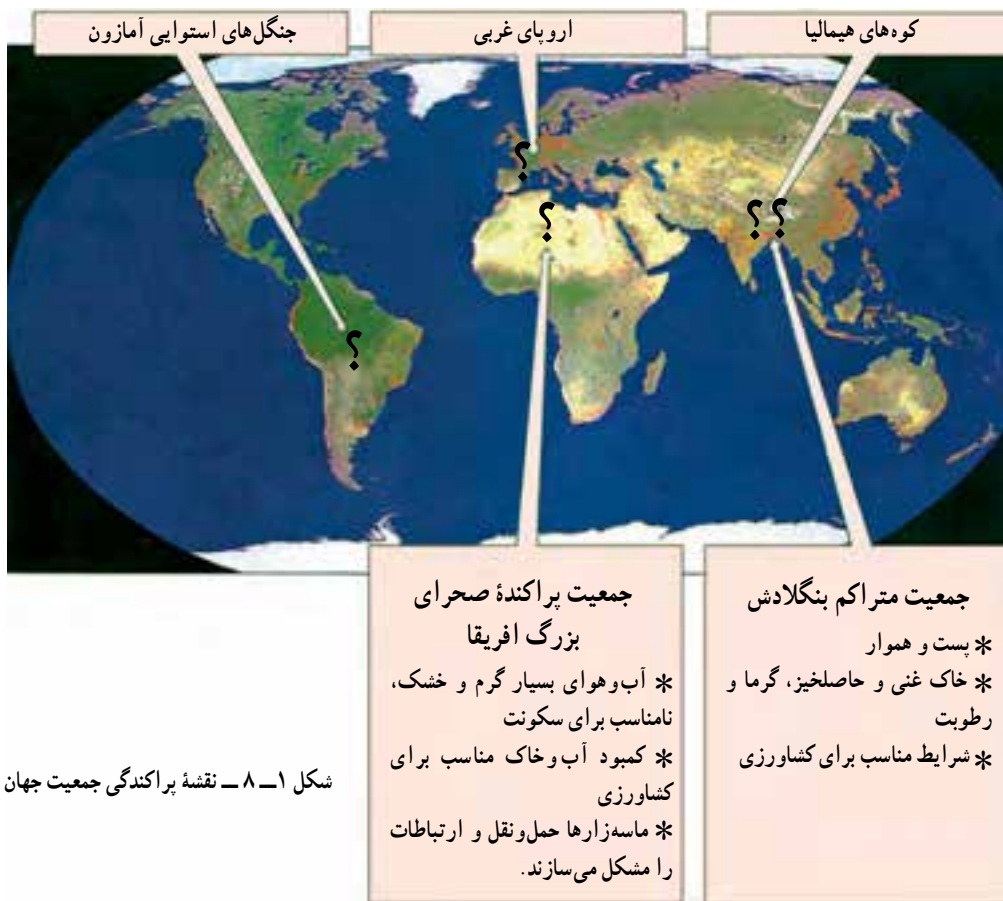 کوه‌های هیمالیا
اروپای غربی
جنگل‌های استوایی آمازون
؟
؟
؟ ؟
؟
جمعیت متراکم بنگلادش
* پست و هموار
* خاک غنی و حاصلخیز، گرما و
رطوبت
* شرایط مناسب برای کشاورزی
جمعیت پراکندهٔ صحرای
بزرگ افریقا
* آب‌وهوای بسیار گرم و خشک،
نامناسب برای سکونت
* کمبود آب وخاک مناسب برای
کشاورزی
* ماسه‌زارها حمل‌ونقل و ارتباطات
را مشکل می‌سازند.
شکل ۱ــ ۸ ــ نقشهٔ پراکندگی جمعیت جهان